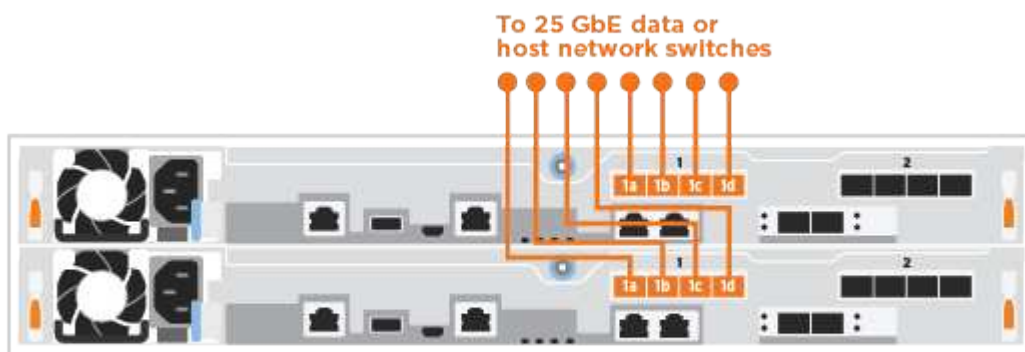 To 25 GbE data or
host network switches
1 2
1a 1b 1c 1d
1 2
1a 1b 1c 1d